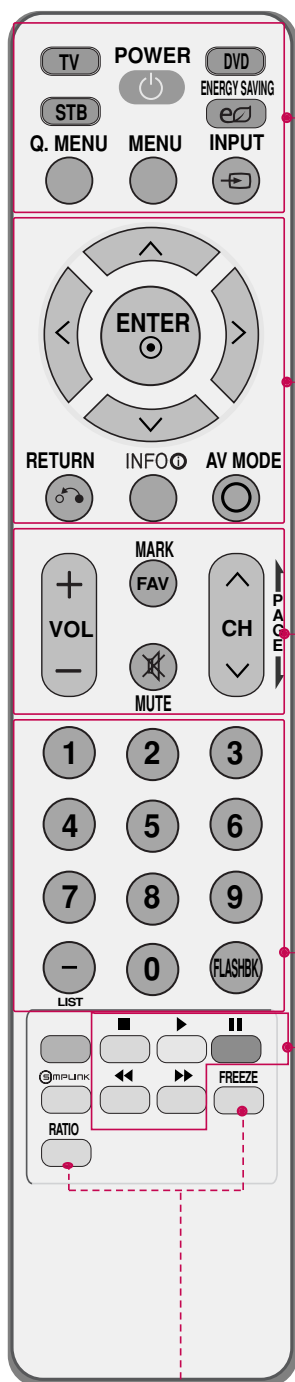 TV POWER DVD
ENERGY SAVING
STB
Q. MENU MENU INPUT
ENTER
RETURN INFO i AV MODE
MARK
FAV
VOL CH PAGE
MUTE
1 2 3
4 5 6
7 8 9
0 FLASHBK
LIST
SIMPLINK FREEZE
RATIO